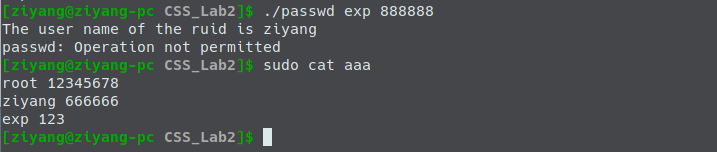 [ziyang@ziyang-pc CSS_Lab2]$ ./passwd exp 888888
The user name of the ruid is ziyang
passwd: Operation not permitted
[ziyang@ziyang-pc CSS_Lab2]$ sudo cat aaa
root 12345678
ziyang 666666
exp 123
[ziyang@ziyang-pc CSS_Lab2]$